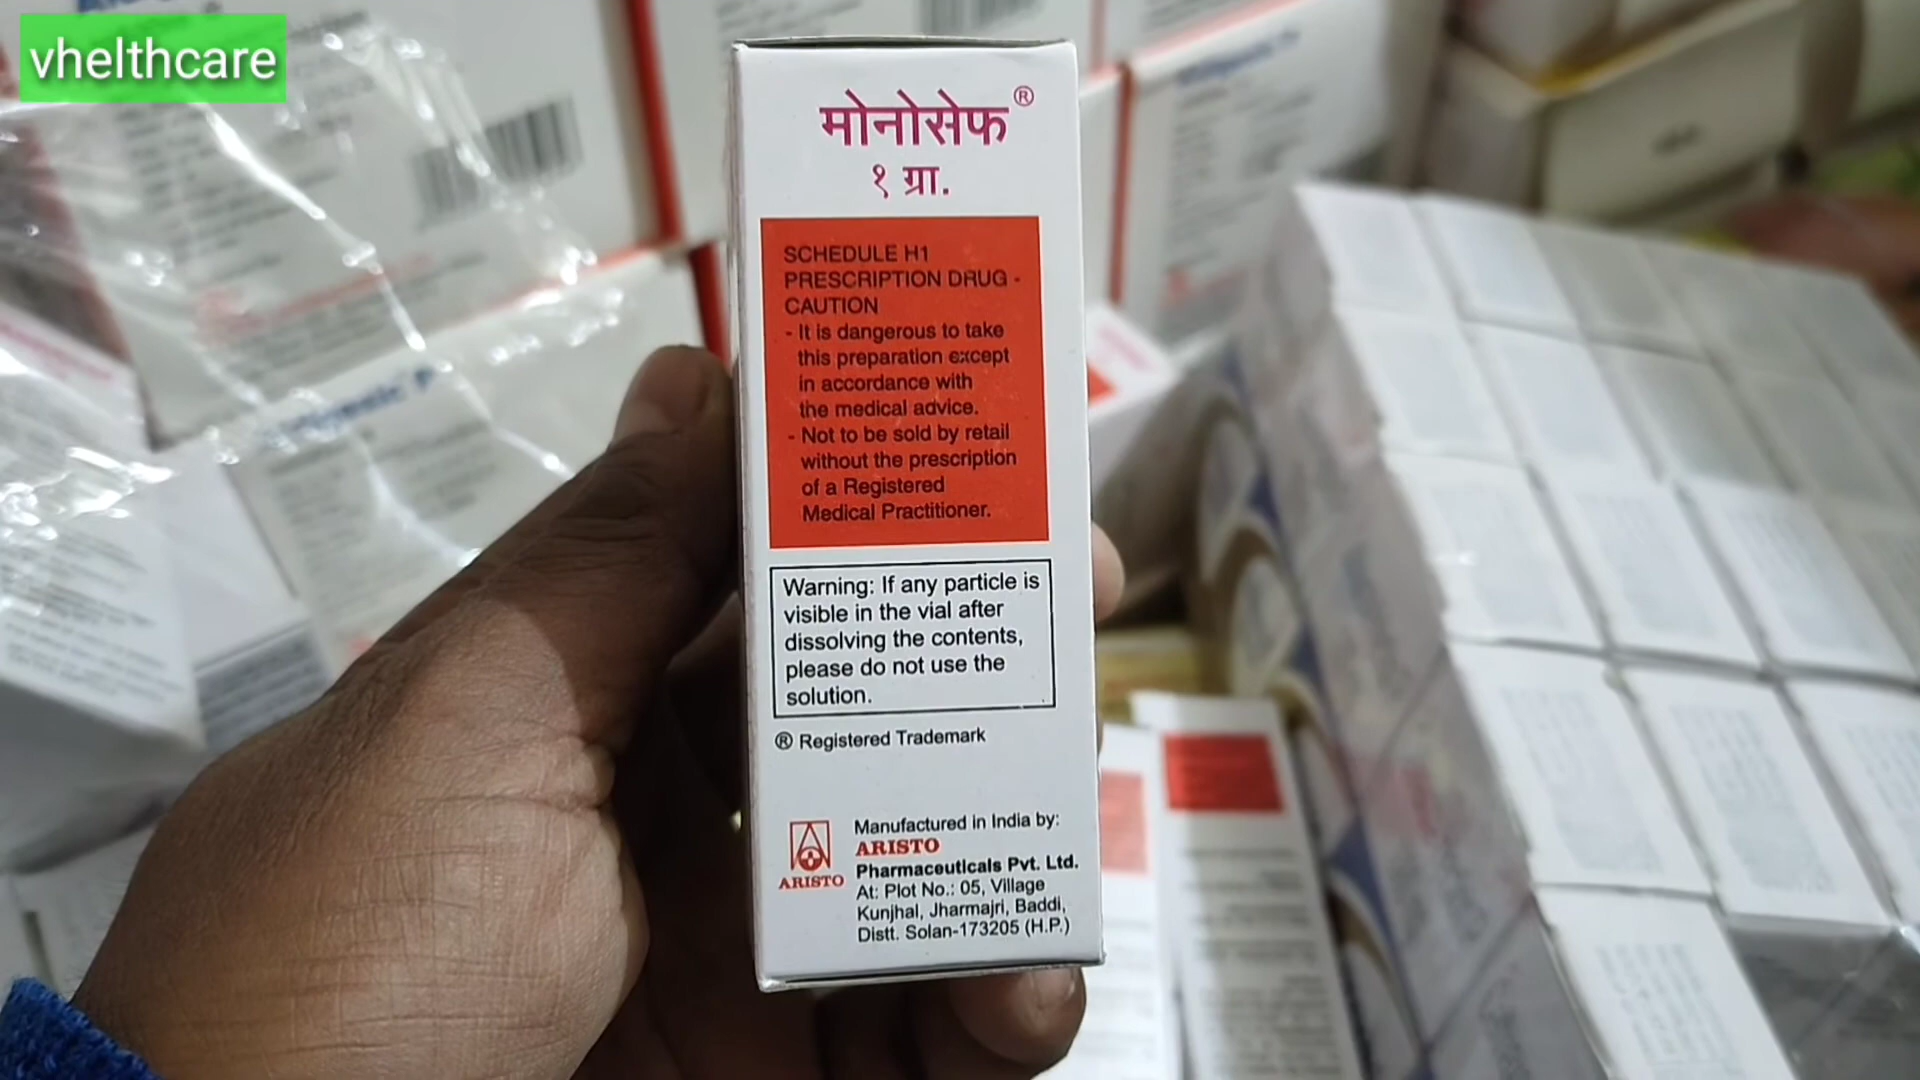 vhelthcare
मोनोसेफ®
१ ग्रा.
SCHEDULE H1
PRESCRIPTION DRUG -
CAUTION
- It is dangerous to take
this preparation except
in accordance with
the medical advice.
- Not to be sold by retail
without the prescription
of a Registered
Medical Practitioner.
Warning: If any particle is
visible in the vial after
dissolving the contents,
please do not use the
solution.
® Registered Trademark
ARISTO
Manufactured in India by:
ARISTO
Pharmaceuticals Pvt. Ltd.
At: Plot No.: 05, Village
Kunjhal, Jharmajri, Baddi,
Distt. Solan-173205 (H.P.)